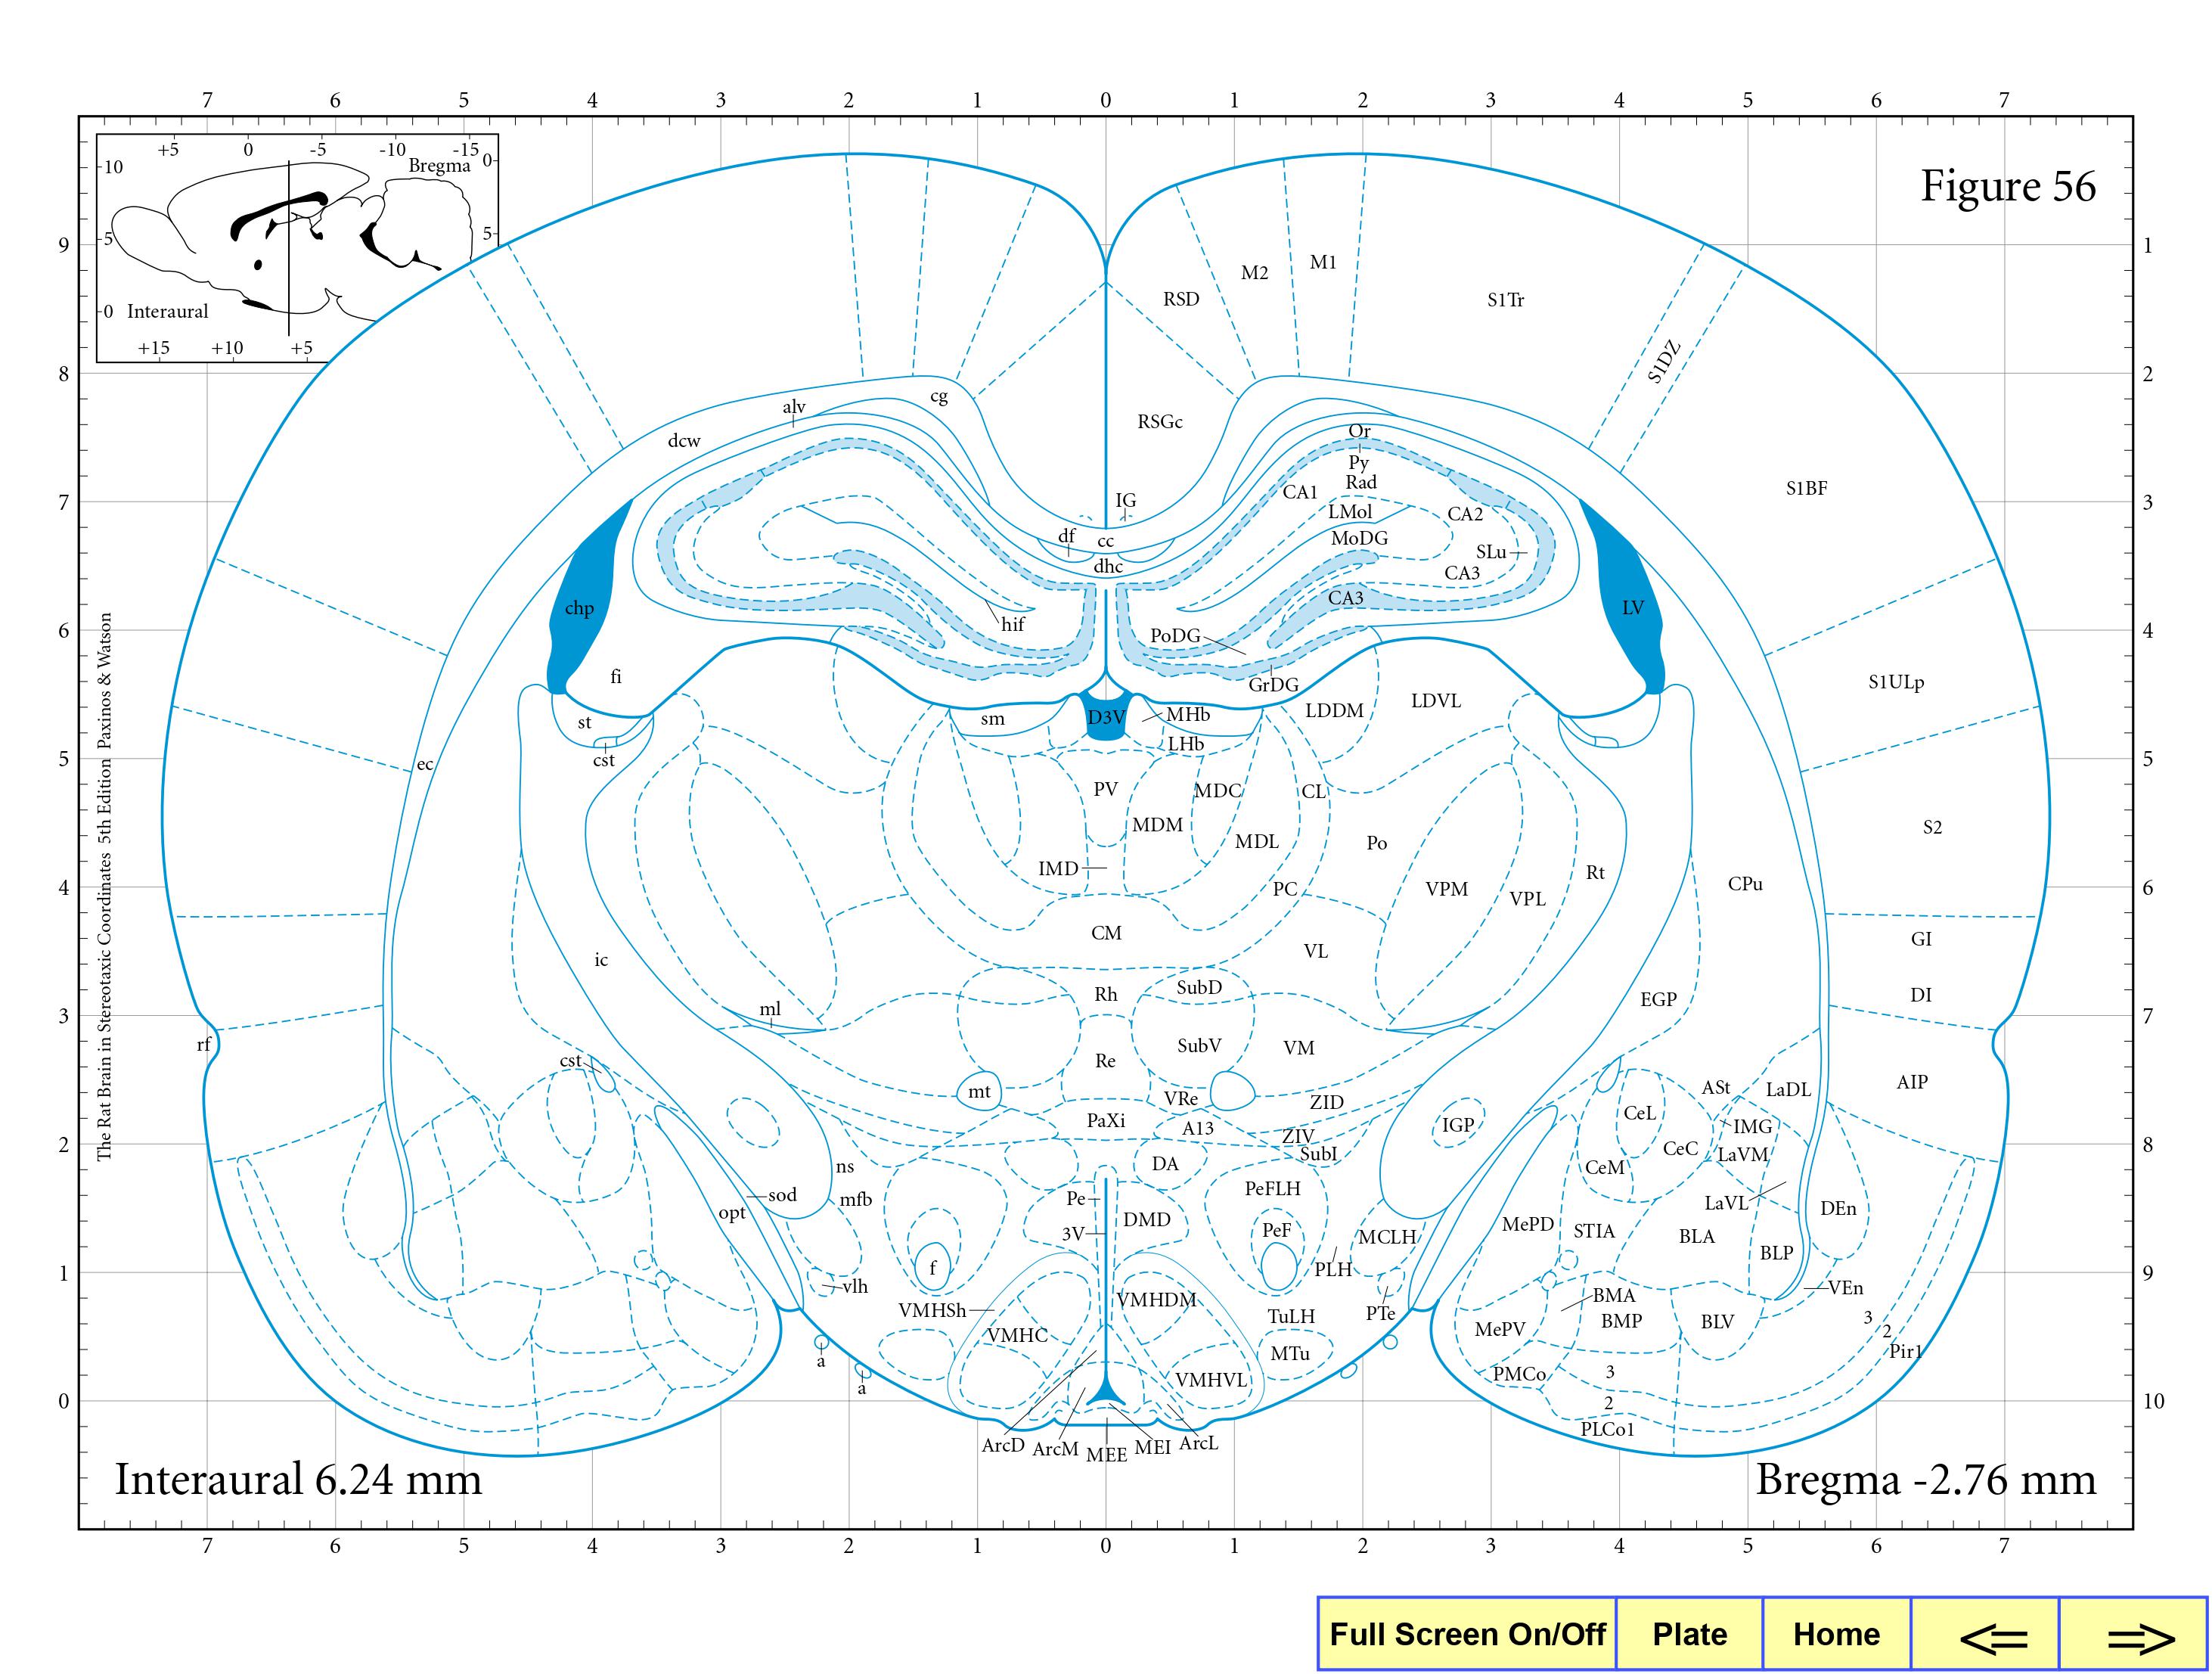 7 6 5 4 3 2 1 0 1 2 3 4 5 6 7
+5 0 -5 -10 -15
Bregma
10
0
5
5
0
Interaural
+15 +10 +5
Figure 56
9
8
7
6
5
4
3
2
1
0
1
2
3
4
5
6
7
8
9
10
The Rat Brain in Stereotaxic Coordinates 5th Edition Paxinos & Watson
M2 M1
RSD S1Tr
S1DZ
cg
alv
dcw
RSGc
Or
Py
Rad
CA1
S1BF
IG
LMol
CA2
df
cc
MoDG
SLu
dhc
CA3
CA3
chp
LV
hif
PoDG
fi
GrDG
S1ULp
LDDM
LDVL
st
sm
D3V
MHb
LHb
cst
ec
PV
MDC
CL
MDM
MDL
S2
Po
IMD
Rt
PC
VPM
VPL
CPu
CM
GI
VL
ic
SubD
Rh
DI
EGP
ml
rf
SubV
VM
Re
cst
AIP
ASt
LaDL
mt
VRe
ZID
CeL
PaXi
A13
IGP
IMG
ZIV
CeC
LaVM
SubI
DA
CeM
ns
mfb
sod
Pe
PeFLH
LaVL
DEn
opt
DMD
MePD
STIA
BLA
3V
PeF
MCLH
BLP
f
PLH
vlh
VEn
VMHSh
VMHDM
BMA
PTe
TuLH
BMP
BLV
3
MePV
VMHC
2
a
MTu
Pir1
VMHVL
PMCo
3
a
2
PLCo1
ArcD
ArcM
MEE
MEI
ArcL
Interaural 6.24 mm
Bregma -2.76 mm
7 6 5 4 3 2 1 0 1 2 3 4 5 6 7
Full Screen On/Off
Plate
Home